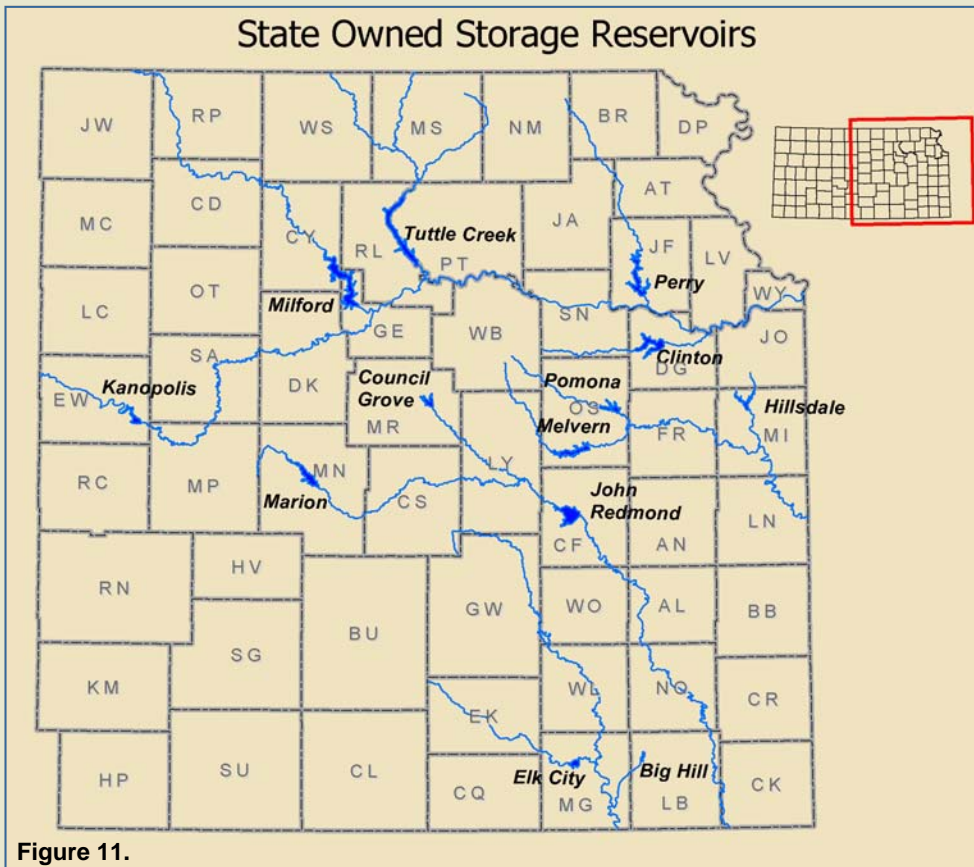 State Owned Storage Reservoirs
JW
RP
WS
MS
NM
BR
DP
MC
CD
CY
RL
Tuttle Creek
PT
JA
AT
JF
LV
LC
OT
Milford
Perry
WY
SA
GE
WB
SN
JO
Clinton
DG
Kanopolis
EW
DK
Council
Grove
MR
Pomona
OS
Melvern
FR
Hillsdale
MI
RC
MP
MN
Marion
CS
LY
John
Redmond
CF
AN
LN
RN
HV
BU
GW
WO
AL
BB
SG
KM
EK
WL
NO
CR
HP
SU
CL
CQ
Elk City
MG
Big Hill
LB
CK
Figure 11.